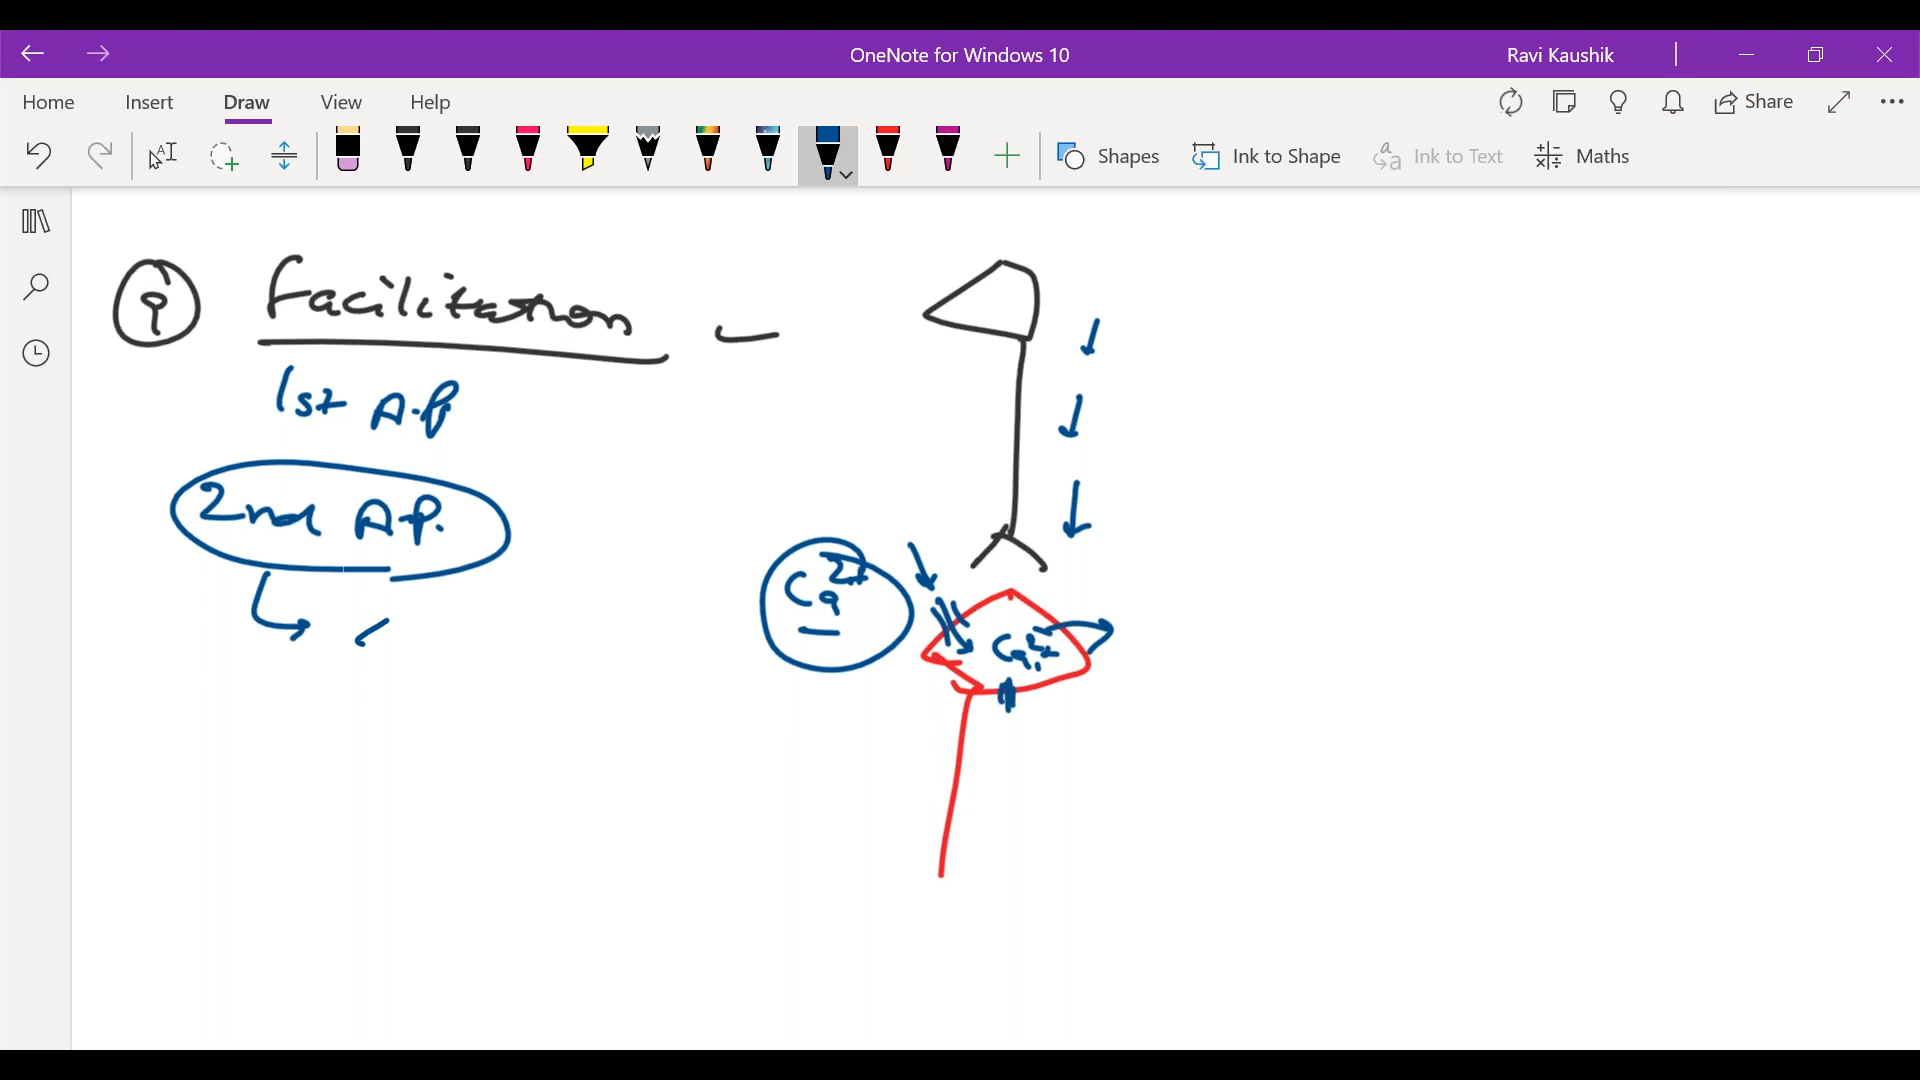 OneNote for Windows 10
Ravi Kaushik
Home Insert Draw View Help
Share
Shapes Ink to Shape Ink to Text Maths
9 Facilitation -
1st A.P
2nd A.P.
Ca2+
Ca2+